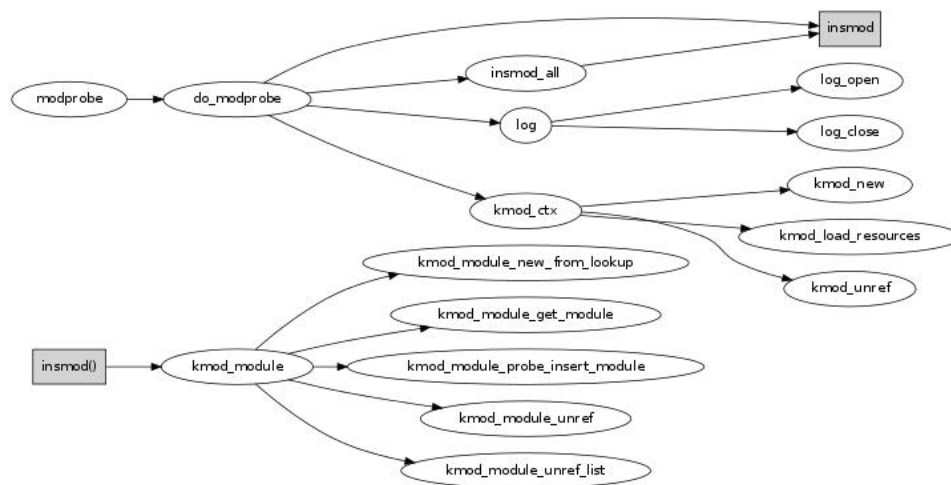 insmod
insmod_all
log_open
modprobe
do_modprobe
log
log_close
kmod_new
kmod_ctx
kmod_load_resources
kmod_module_new_from_lookup
kmod_unref
kmod_module_get_module
insmod()
kmod_module
kmod_module_probe_insert_module
kmod_module_unref
kmod_module_unref_list